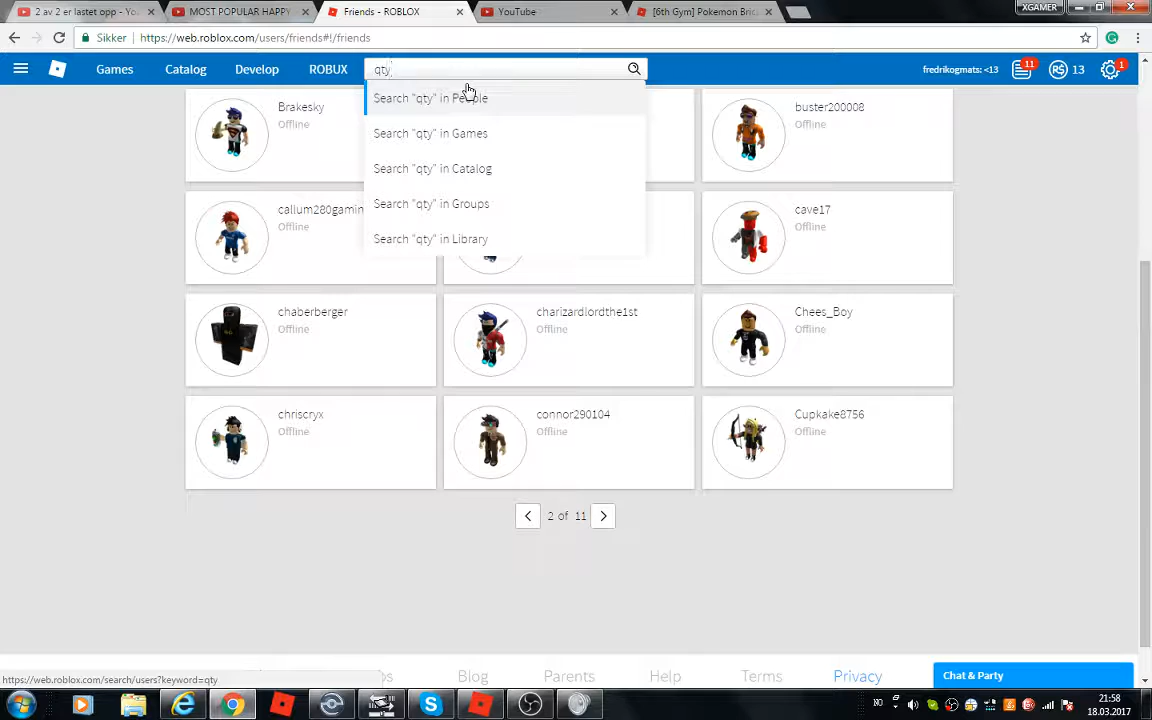 2 av 2 er lastet opp - Yo
MOST POPULAR HAPPY
Friends - ROBLOX
YouTube
[6th Gym] Pokemon Bric
XGAMER
Sikker
https://web.roblox.com/users/friends#!/friends
Games
Catalog
Develop
ROBUX
qty
fredrikogmats: <13
11
13
1
Search "qty" in People
Search "qty" in Games
Search "qty" in Catalog
Search "qty" in Groups
Search "qty" in Library
Brakesky
Offline
buster200008
Offline
callum280gamin
Offline
cave17
Offline
chaberberger
Offline
charizardlordthe1st
Offline
Chees_Boy
Offline
chriscryx
Offline
connor290104
Offline
Cupkake8756
Offline
2 of 11
https://web.roblox.com/search/users?keyword=qty
Blog
Parents
Help
Terms
Privacy
Chat & Party
NO
21:58
18.03.2017